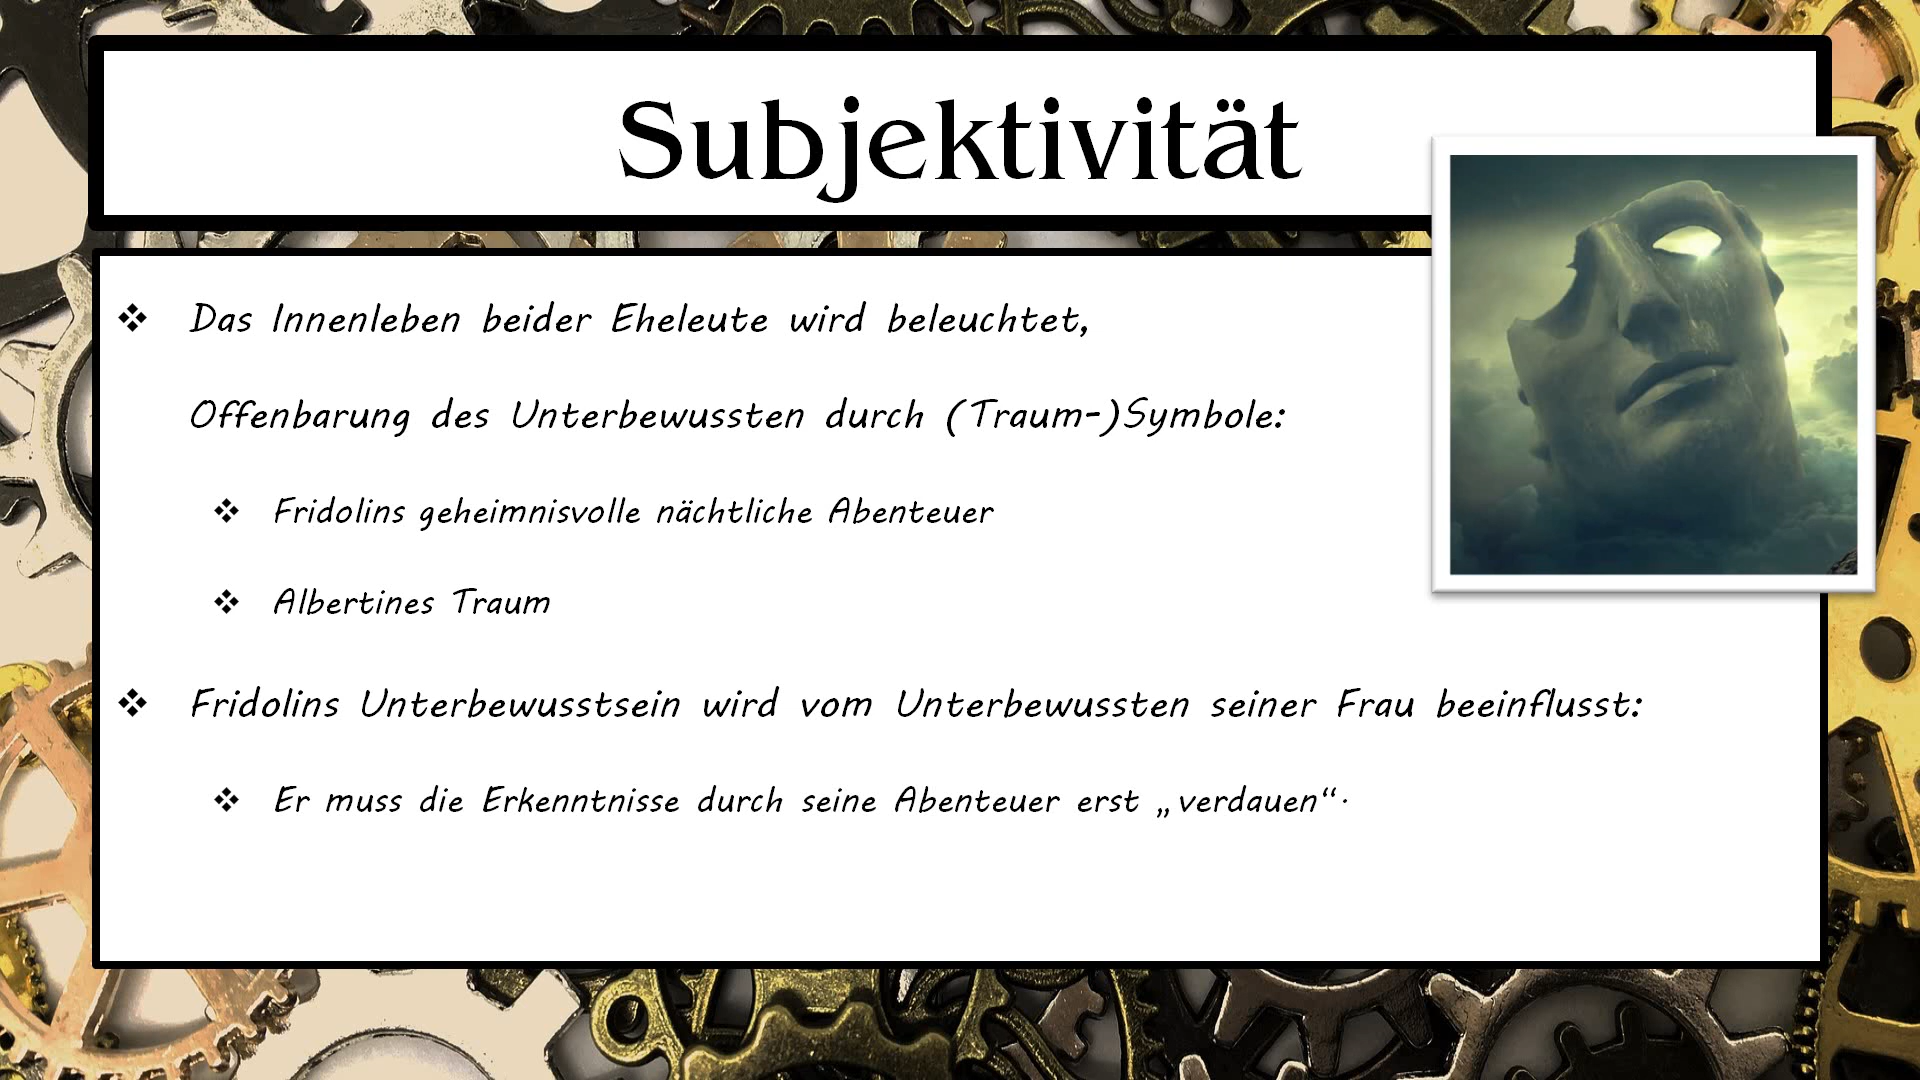 Subjektivität
Das Innenleben beider Eheleute wird beleuchtet,
Offenbarung des Unterbewussten durch (Traum-)Symbole:
Fridolins geheimnisvolle nächtliche Abenteuer
Albertines Traum
Fridolins Unterbewusstsein wird vom Unterbewussten seiner Frau beeinflusst:
Er muss die Erkenntnisse durch seine Abenteuer erst „verdauen“.